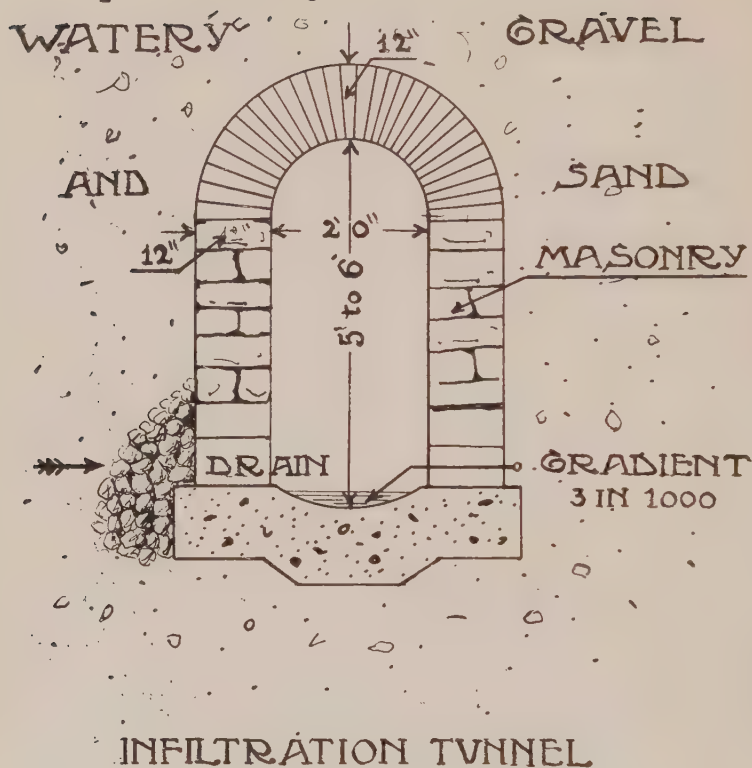 WATERY GRAVEL
12"
AND SAND
2' 0"
12"
MASONRY
5' to 6'
DRAIN
GRADIENT
3 IN 1000
INFILTRATION TUNNEL